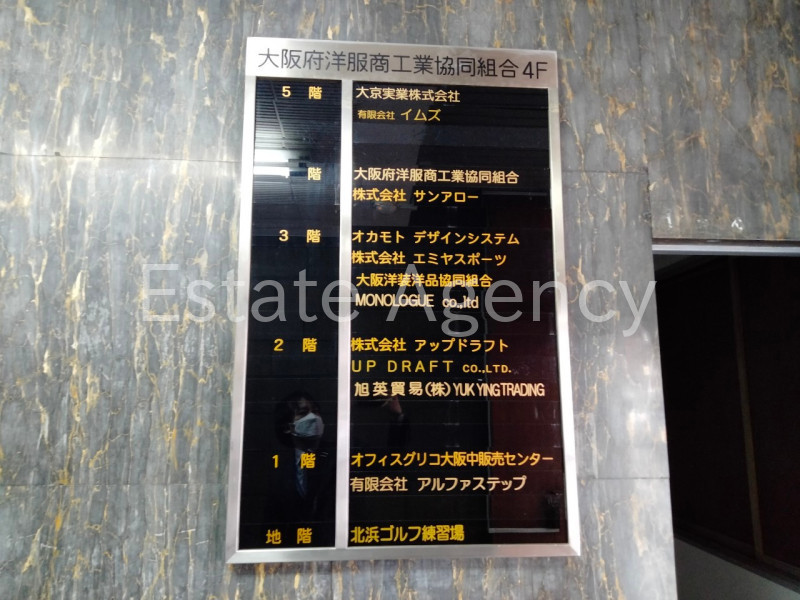 大阪府洋服商工業協同組合 4F
5 階 大京実業株式会社
有限会社 イムズ
階 大阪府洋服商工業協同組合
株式会社 サンアロー
3 階 オカモト デザインシステム
株式会社 エミヤスポーツ
大阪洋装洋品協同組合
MONOLOGUE co.,ltd
2 階 株式会社 アップドラフト
UP DRAFT CO.,LTD.
旭英貿易(株) YUK YING TRADING
1 階 オフィスグリコ大阪中販売センター
有限会社 アルファステップ
地 階 北浜ゴルフ練習場
Estate Agency